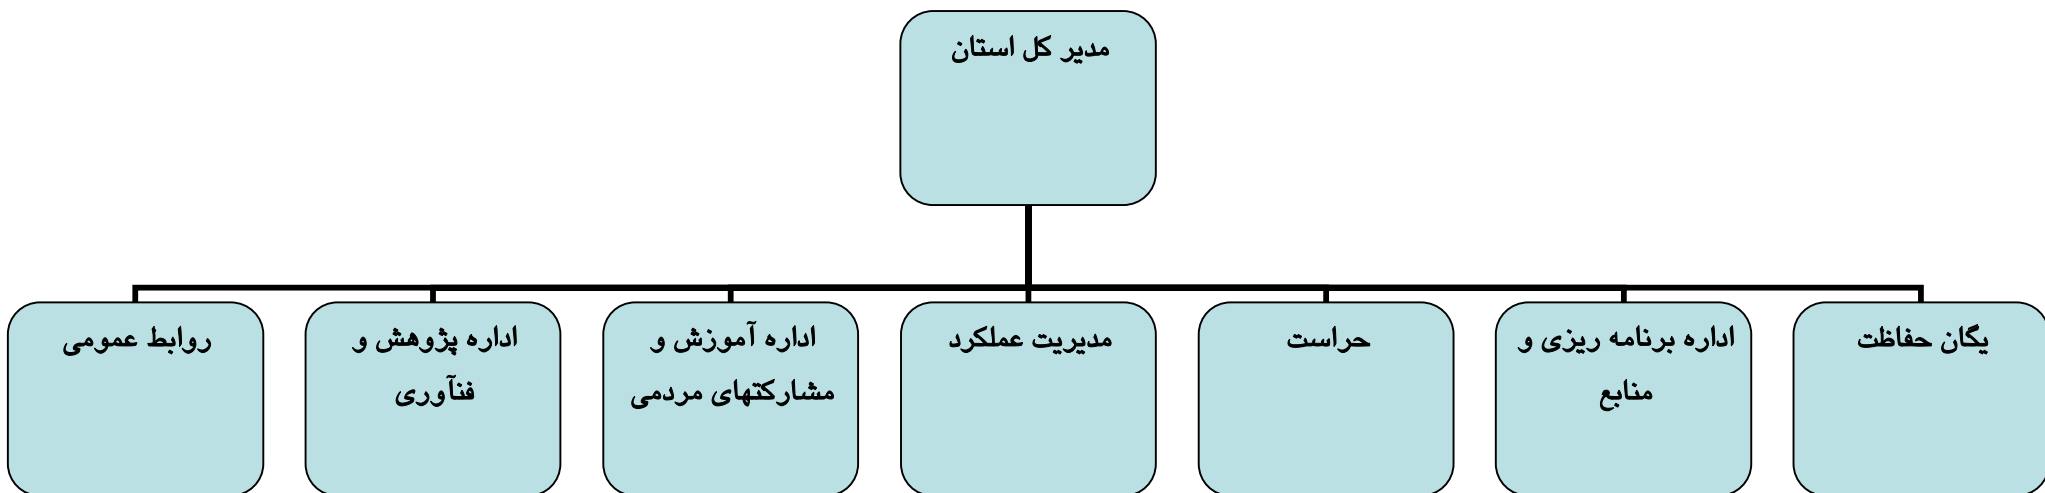 مدیر کل استان
یگان حفاظت
اداره برنامه ریزی و
منابع
حراست
مدیریت عملکرد
اداره آموزش و
مشارکتهای مردمی
اداره پژوهش و
فنآوری
روابط عمومی